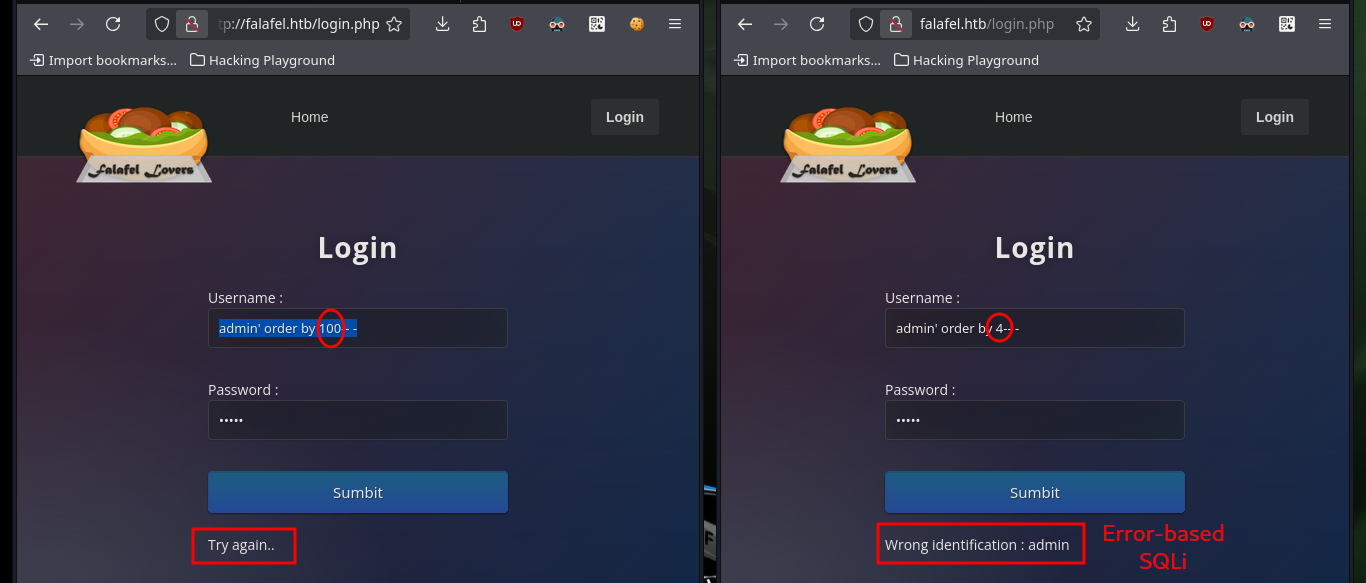 tp://falafel.htb/login.php
Import bookmarks...
Hacking Playground
Home
Login
Falafel Lovers
Login
Username :
admin' order by 100-- -
Password :
•••••
Sumbit
Try again..
falafel.htb/login.php
Import bookmarks...
Hacking Playground
Home
Login
Falafel Lovers
Login
Username :
admin' order by 4-- -
Password :
•••••
Sumbit
Wrong identification : admin
Error-based
SQLi